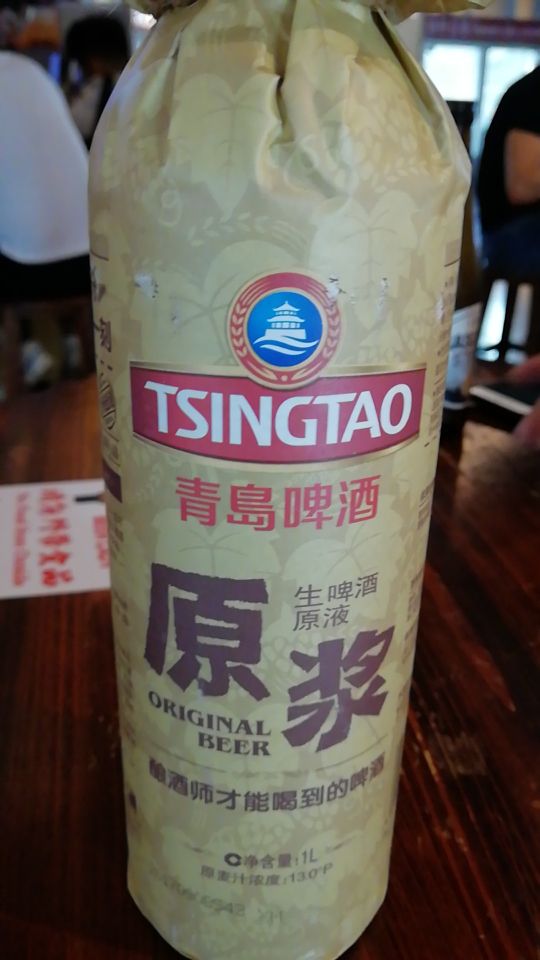 TSINGTAO
青島啤酒
生啤酒
原液
原浆
ORIGINAL
BEER
酿酒师才能喝到的啤酒
C净含量:1L
原麦汁浓度:13.0°P